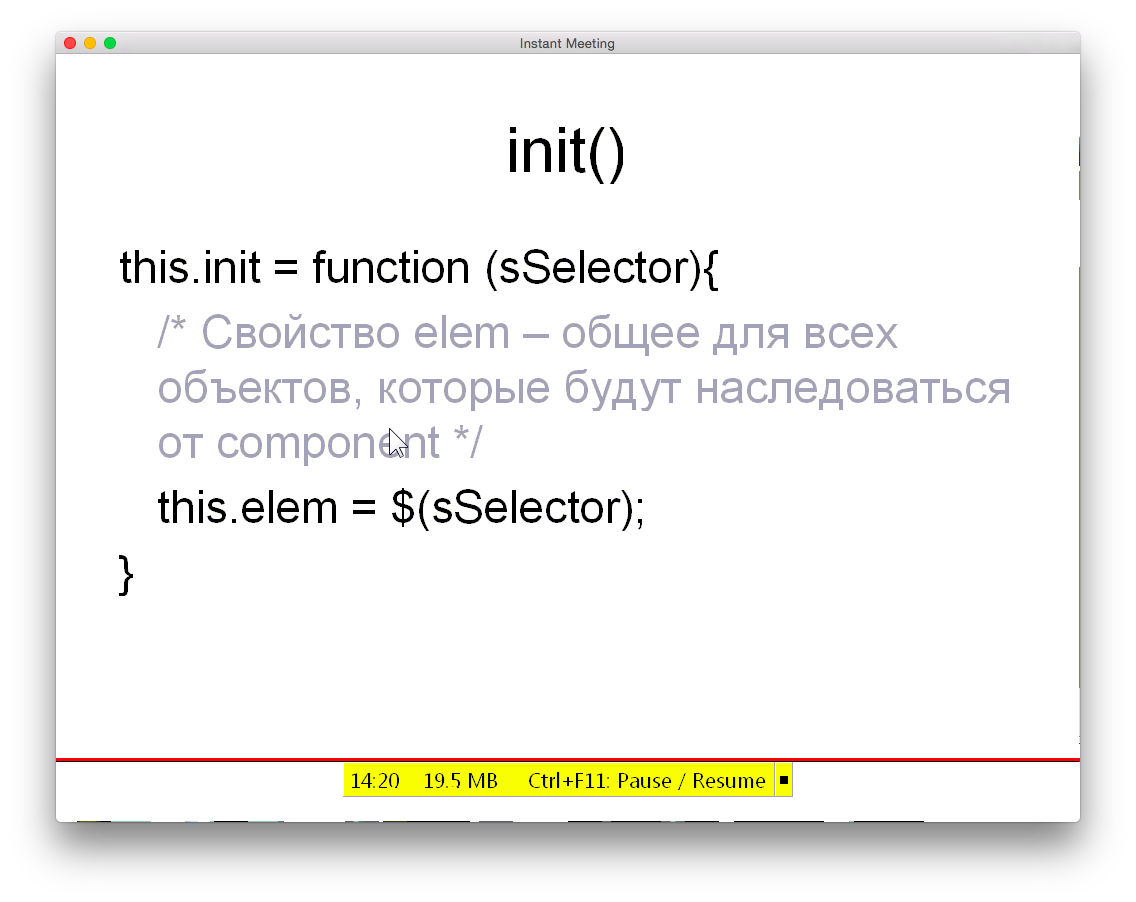 Instant Meeting
init()
this.init = function (sSelector){
/* Свойство elem – общее для всех
объектов, которые будут наследоваться
от component */
this.elem = $(sSelector);
}
14:20 19.5 MB Ctrl+F11: Pause / Resume